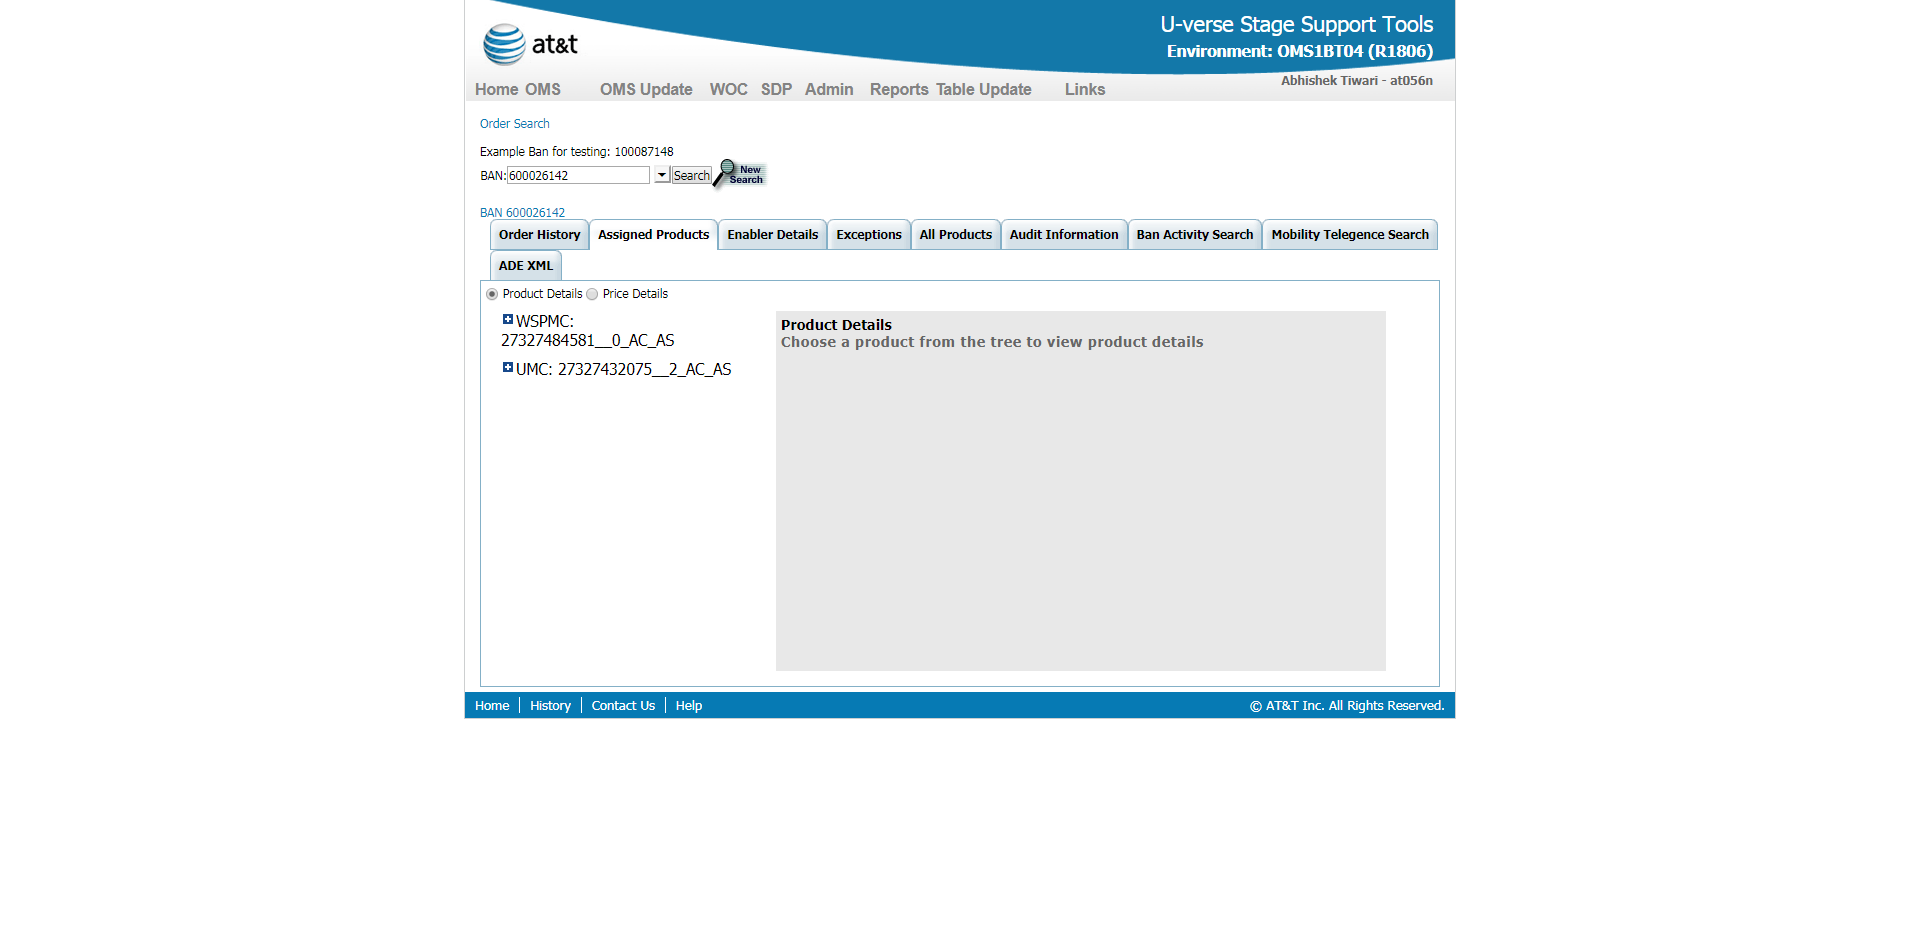 at&t
U-verse Stage Support Tools
Environment: OMS1BT04 (R1806)
Abhishek Tiwari - at056n
Home OMS OMS Update WOC SDP Admin Reports Table Update Links
Order Search
Example Ban for testing: 100087148
BAN: 600026142 Search New Search
BAN 600026142
Order History Assigned Products Enabler Details Exceptions All Products Audit Information Ban Activity Search Mobility Telegence Search
ADE XML
Product Details Price Details
WSPMC:
27327484581__0_AC_AS
UMC: 27327432075__2_AC_AS
Product Details
Choose a product from the tree to view product details
Home History Contact Us Help © AT&T Inc. All Rights Reserved.